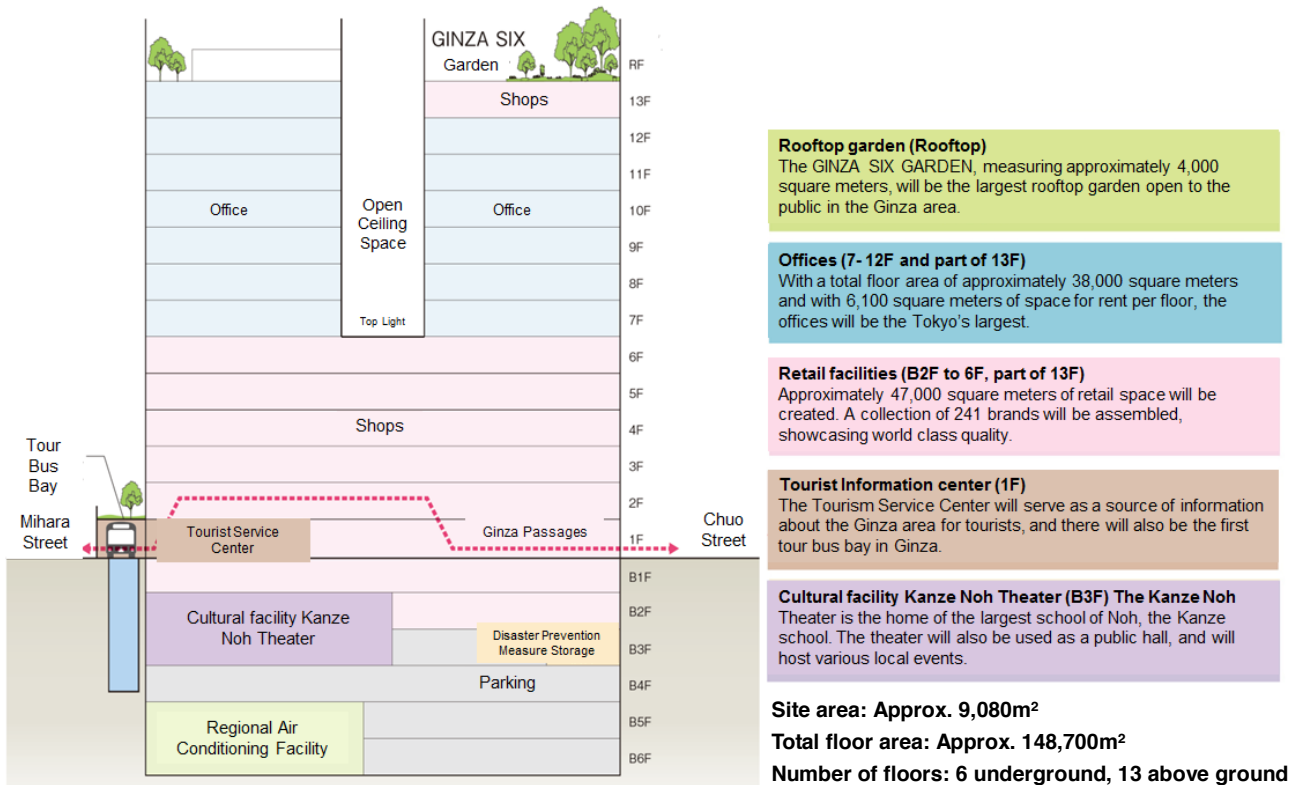 GINZA SIX
Garden
RF
Shops
13F
12F
11F
Office
Open
Ceiling
Space
Office
10F
9F
8F
Top Light
7F
6F
5F
Shops
4F
3F
Tour
Bus
Bay
2F
Mihara
Street
Tourist Service
Center
Ginza Passages
1F
Chuo
Street
B1F
Cultural facility Kanze
Noh Theater
B2F
Disaster Prevention
Measure Storage
B3F
Parking
B4F
Regional Air
Conditioning Facility
B5F
B6F
Rooftop garden (Rooftop)
The GINZA SIX GARDEN, measuring approximately 4,000
square meters, will be the largest rooftop garden open to the
public in the Ginza area.
Offices (7- 12F and part of 13F)
With a total floor area of approximately 38,000 square meters
and with 6,100 square meters of space for rent per floor, the
offices will be the Tokyo's largest.
Retail facilities (B2F to 6F, part of 13F)
Approximately 47,000 square meters of retail space will be
created. A collection of 241 brands will be assembled,
showcasing world class quality.
Tourist Information center (1F)
The Tourism Service Center will serve as a source of information
about the Ginza area for tourists, and there will also be the first
tour bus bay in Ginza.
Cultural facility Kanze Noh Theater (B3F) The Kanze Noh
Theater is the home of the largest school of Noh, the Kanze
school. The theater will also be used as a public hall, and will
host various local events.
Site area: Approx. 9,080m²
Total floor area: Approx. 148,700m²
Number of floors: 6 underground, 13 above ground